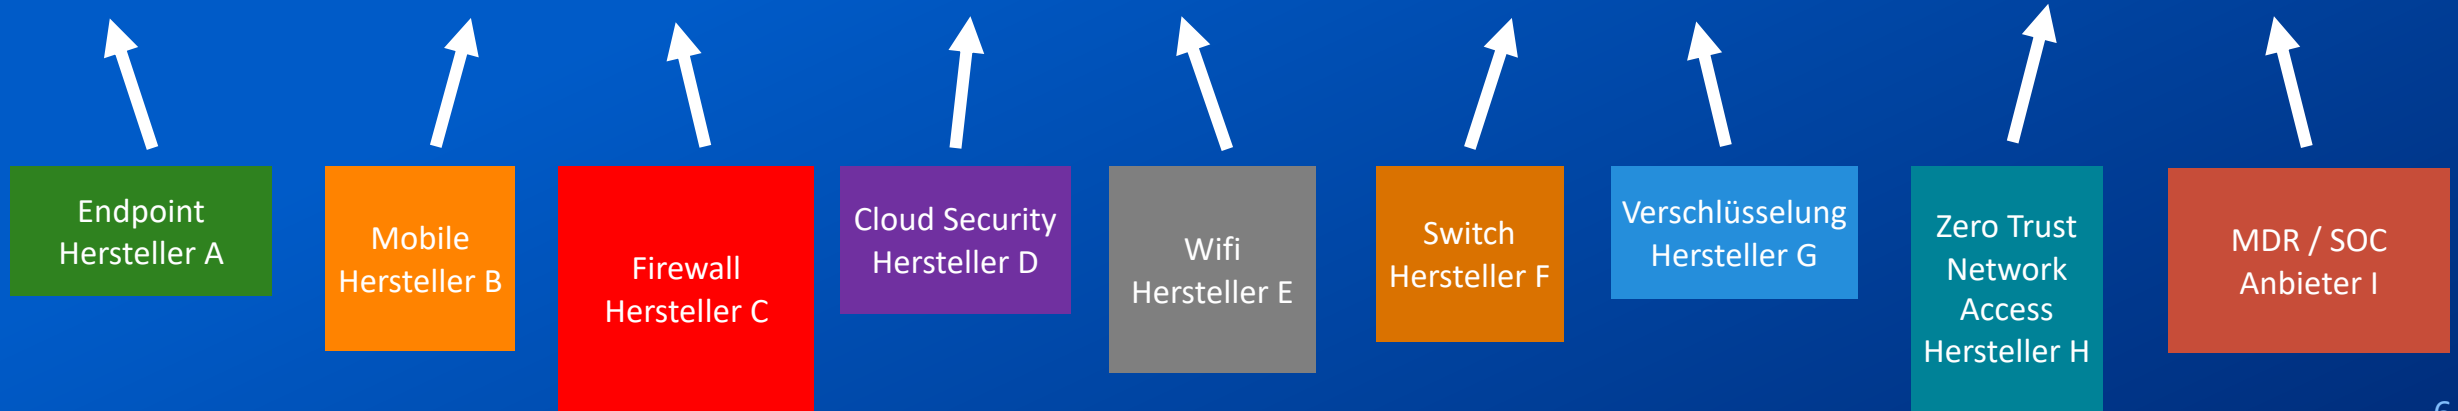 Endpoint
Hersteller A
Mobile
Hersteller B
Firewall
Hersteller C
Cloud Security
Hersteller D
Wifi
Hersteller E
Switch
Hersteller F
Verschlüsselung
Hersteller G
Zero Trust
Network
Access
Hersteller H
MDR / SOC
Anbieter I